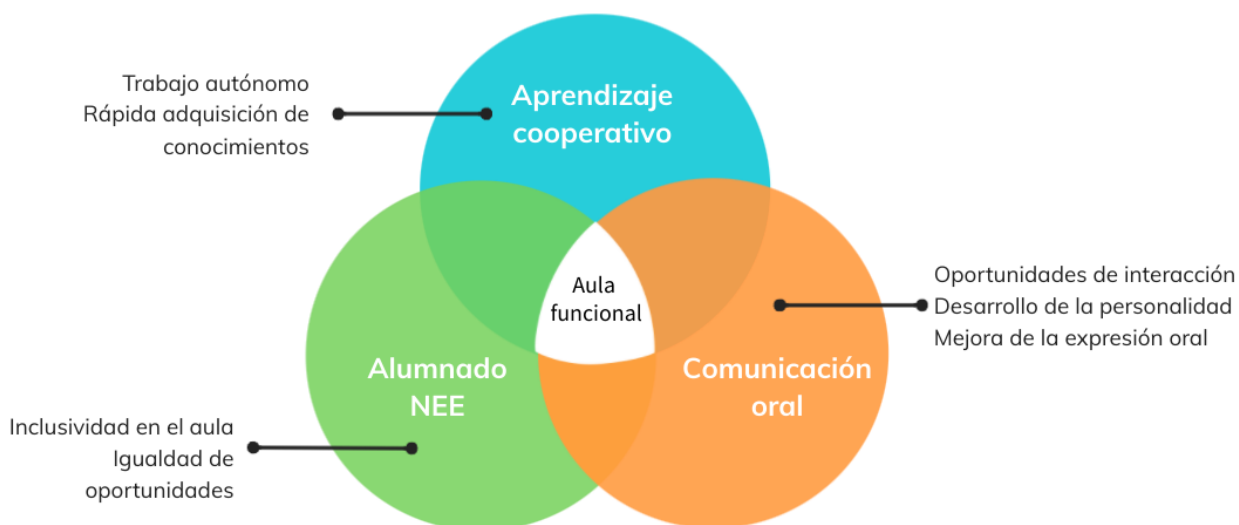 Trabajo autónomo
Rápida adquisición de
conocimientos
Aprendizaje
cooperativo
Aula
funcional
Oportunidades de interacción
Desarrollo de la personalidad
Mejora de la expresión oral
Alumnado
NEE
Comunicación
oral
Inclusividad en el aula
Igualdad de
oportunidades